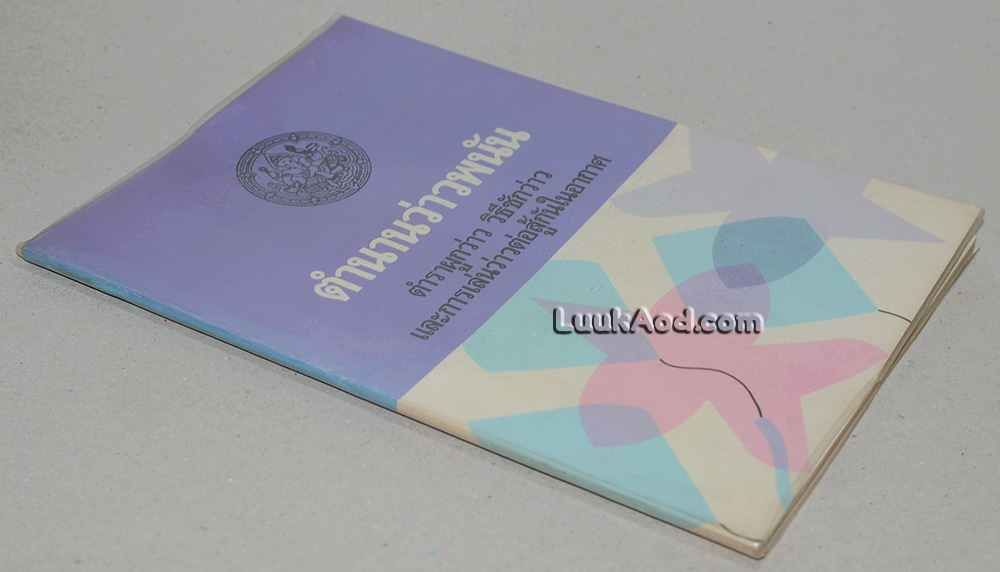 ตำนานว่าวพนัน
ตำราผูกว่าว วิธีชักว่าว
และการเล่นว่าวต่อสู้กันในอากาศ
LuukAod.com